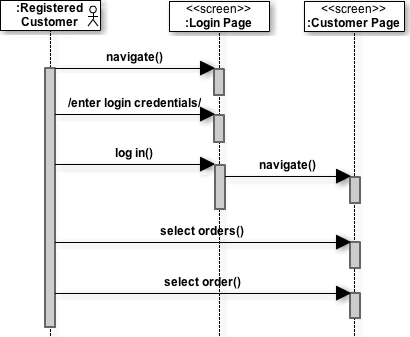 :Registered
Customer
<<screen>>
:Login Page
<<screen>>
:Customer Page
navigate()
/enter login credentials/
log in()
navigate()
select orders()
select order()